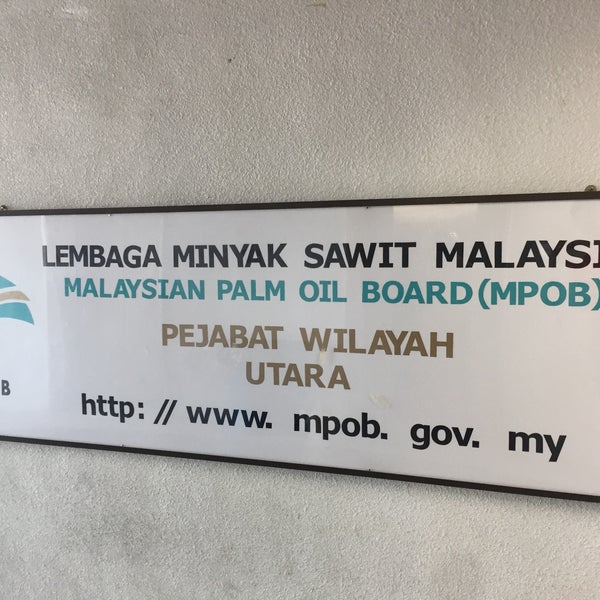 LEMBAGA MINYAK SAWIT MALAYSI
MALAYSIAN PALM OIL BOARD (MPOB)
PEJABAT WILAYAH
UTARA
B
http: // www. mpob. gov. my